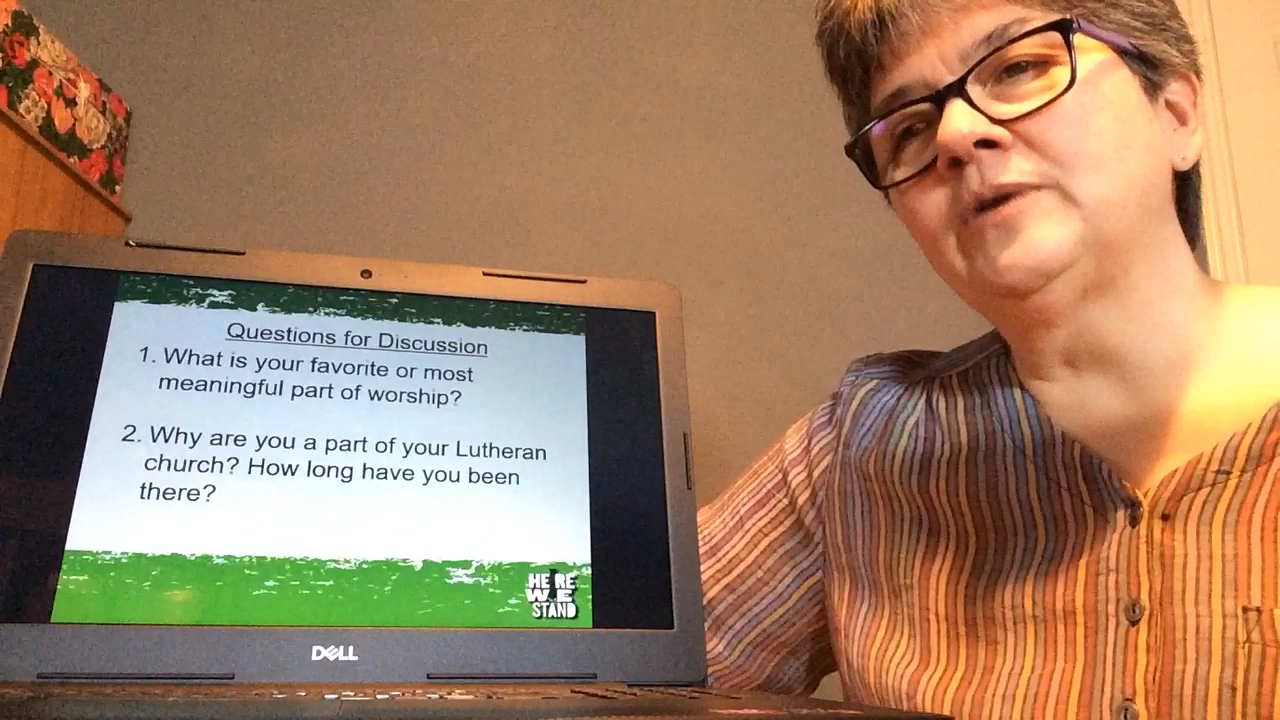 Questions for Discussion
1. What is your favorite or most
meaningful part of worship?
2. Why are you a part of your Lutheran
church? How long have you been
there?
HERE
WE
STAND
DELL